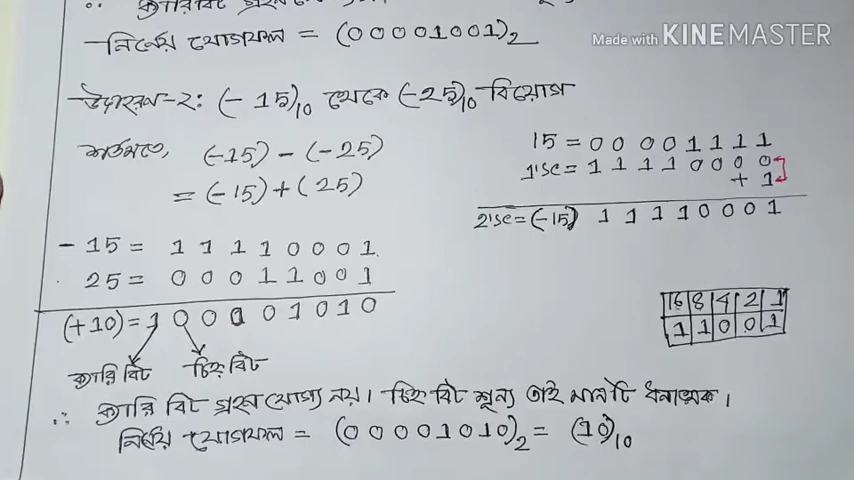 ∴ ক্যারি বিট গ্রহণ যোগ্য
নির্ণেয় যোগফল = (00001001)₂
Made with KINEMASTER
উদাহরণ-২: (-15)₁₀ থেকে (-25)₁₀ বিয়োগ
শর্তমতে, (-15) - (-25)
= (-15) + (25)
15 = 0 0 0 0 1 1 1 1
1'sc = 1 1 1 1 0 0 0 0
+ 1
2'sc = (-15) 1 1 1 1 0 0 0 1
- 15 = 1 1 1 1 0 0 0 1
25 = 0 0 0 1 1 0 0 1
(+10) = 1 0 0 0 0 1 0 1 0
ক্যারি বিট চিহ্ন বিট
16 8 4 2 1
1 1 0 0 1
∴ ক্যারি বিট গ্রহণ যোগ্য নয়। চিহ্ন বিট শূন্য তাই মানটি ধনাত্মক।
নির্ণেয় যোগফল = (00001010)₂ = (10)₁₀